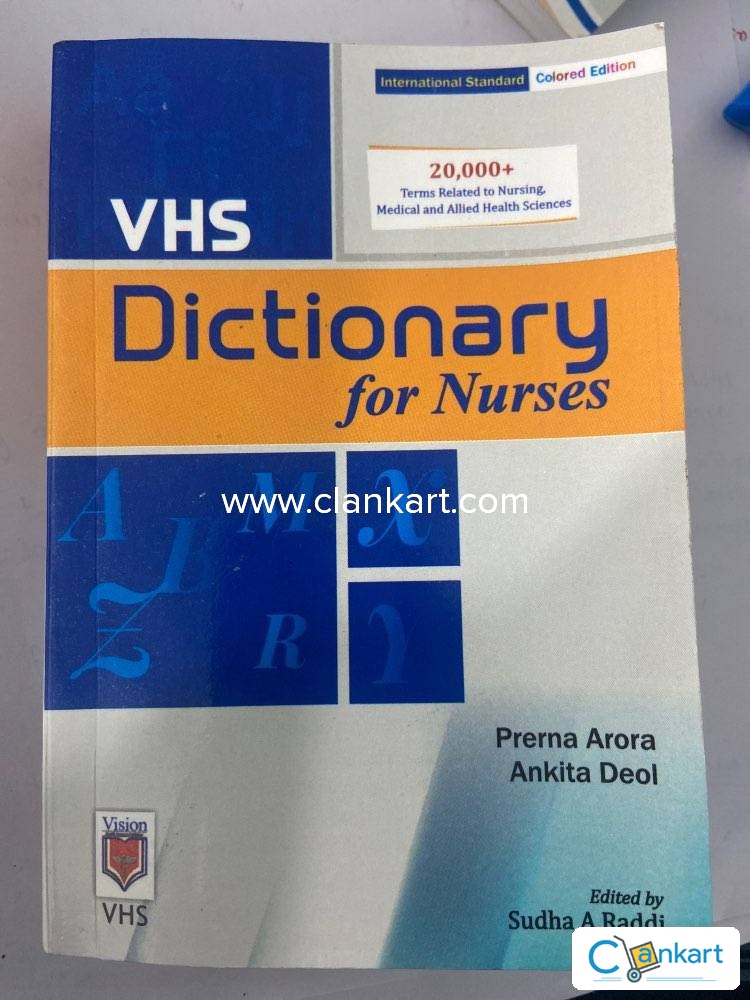 International Standard Colored Edition
20,000+
Terms Related to Nursing,
Medical and Allied Health Sciences
VHS
Dictionary
for Nurses
A B M X
www.clankart.com
Z R Y
Prerna Arora
Ankita Deol
Vision
VHS
Edited by
Sudha A Raddi
Clankart